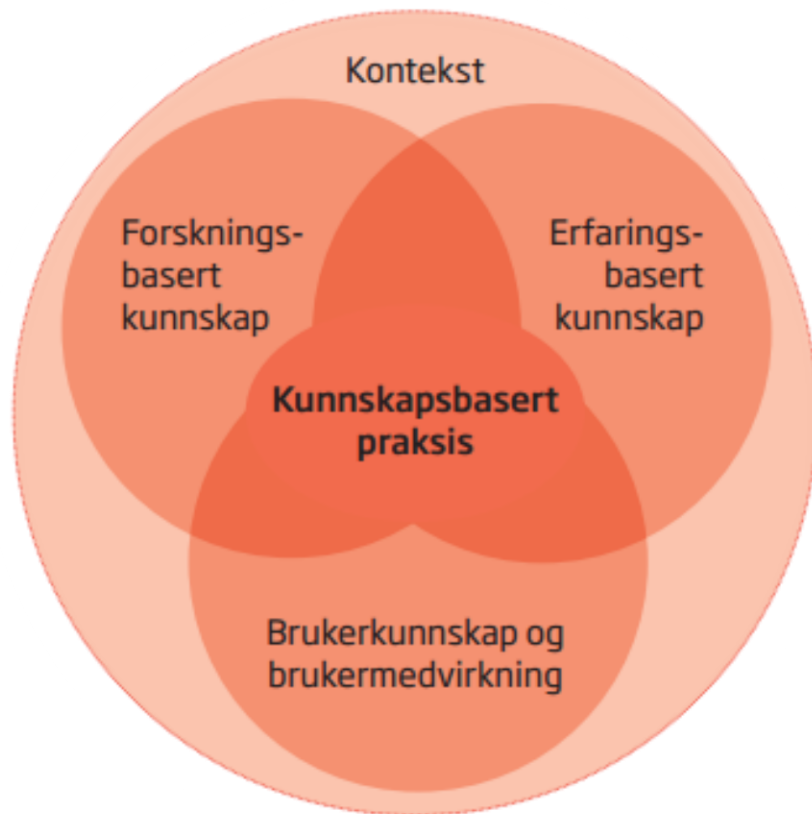 Kontekst
Forsknings-
basert
kunnskap
Erfarings-
basert
kunnskap
Kunnskapsbasert
praksis
Brukerkunnskap og
brukermedvirkning